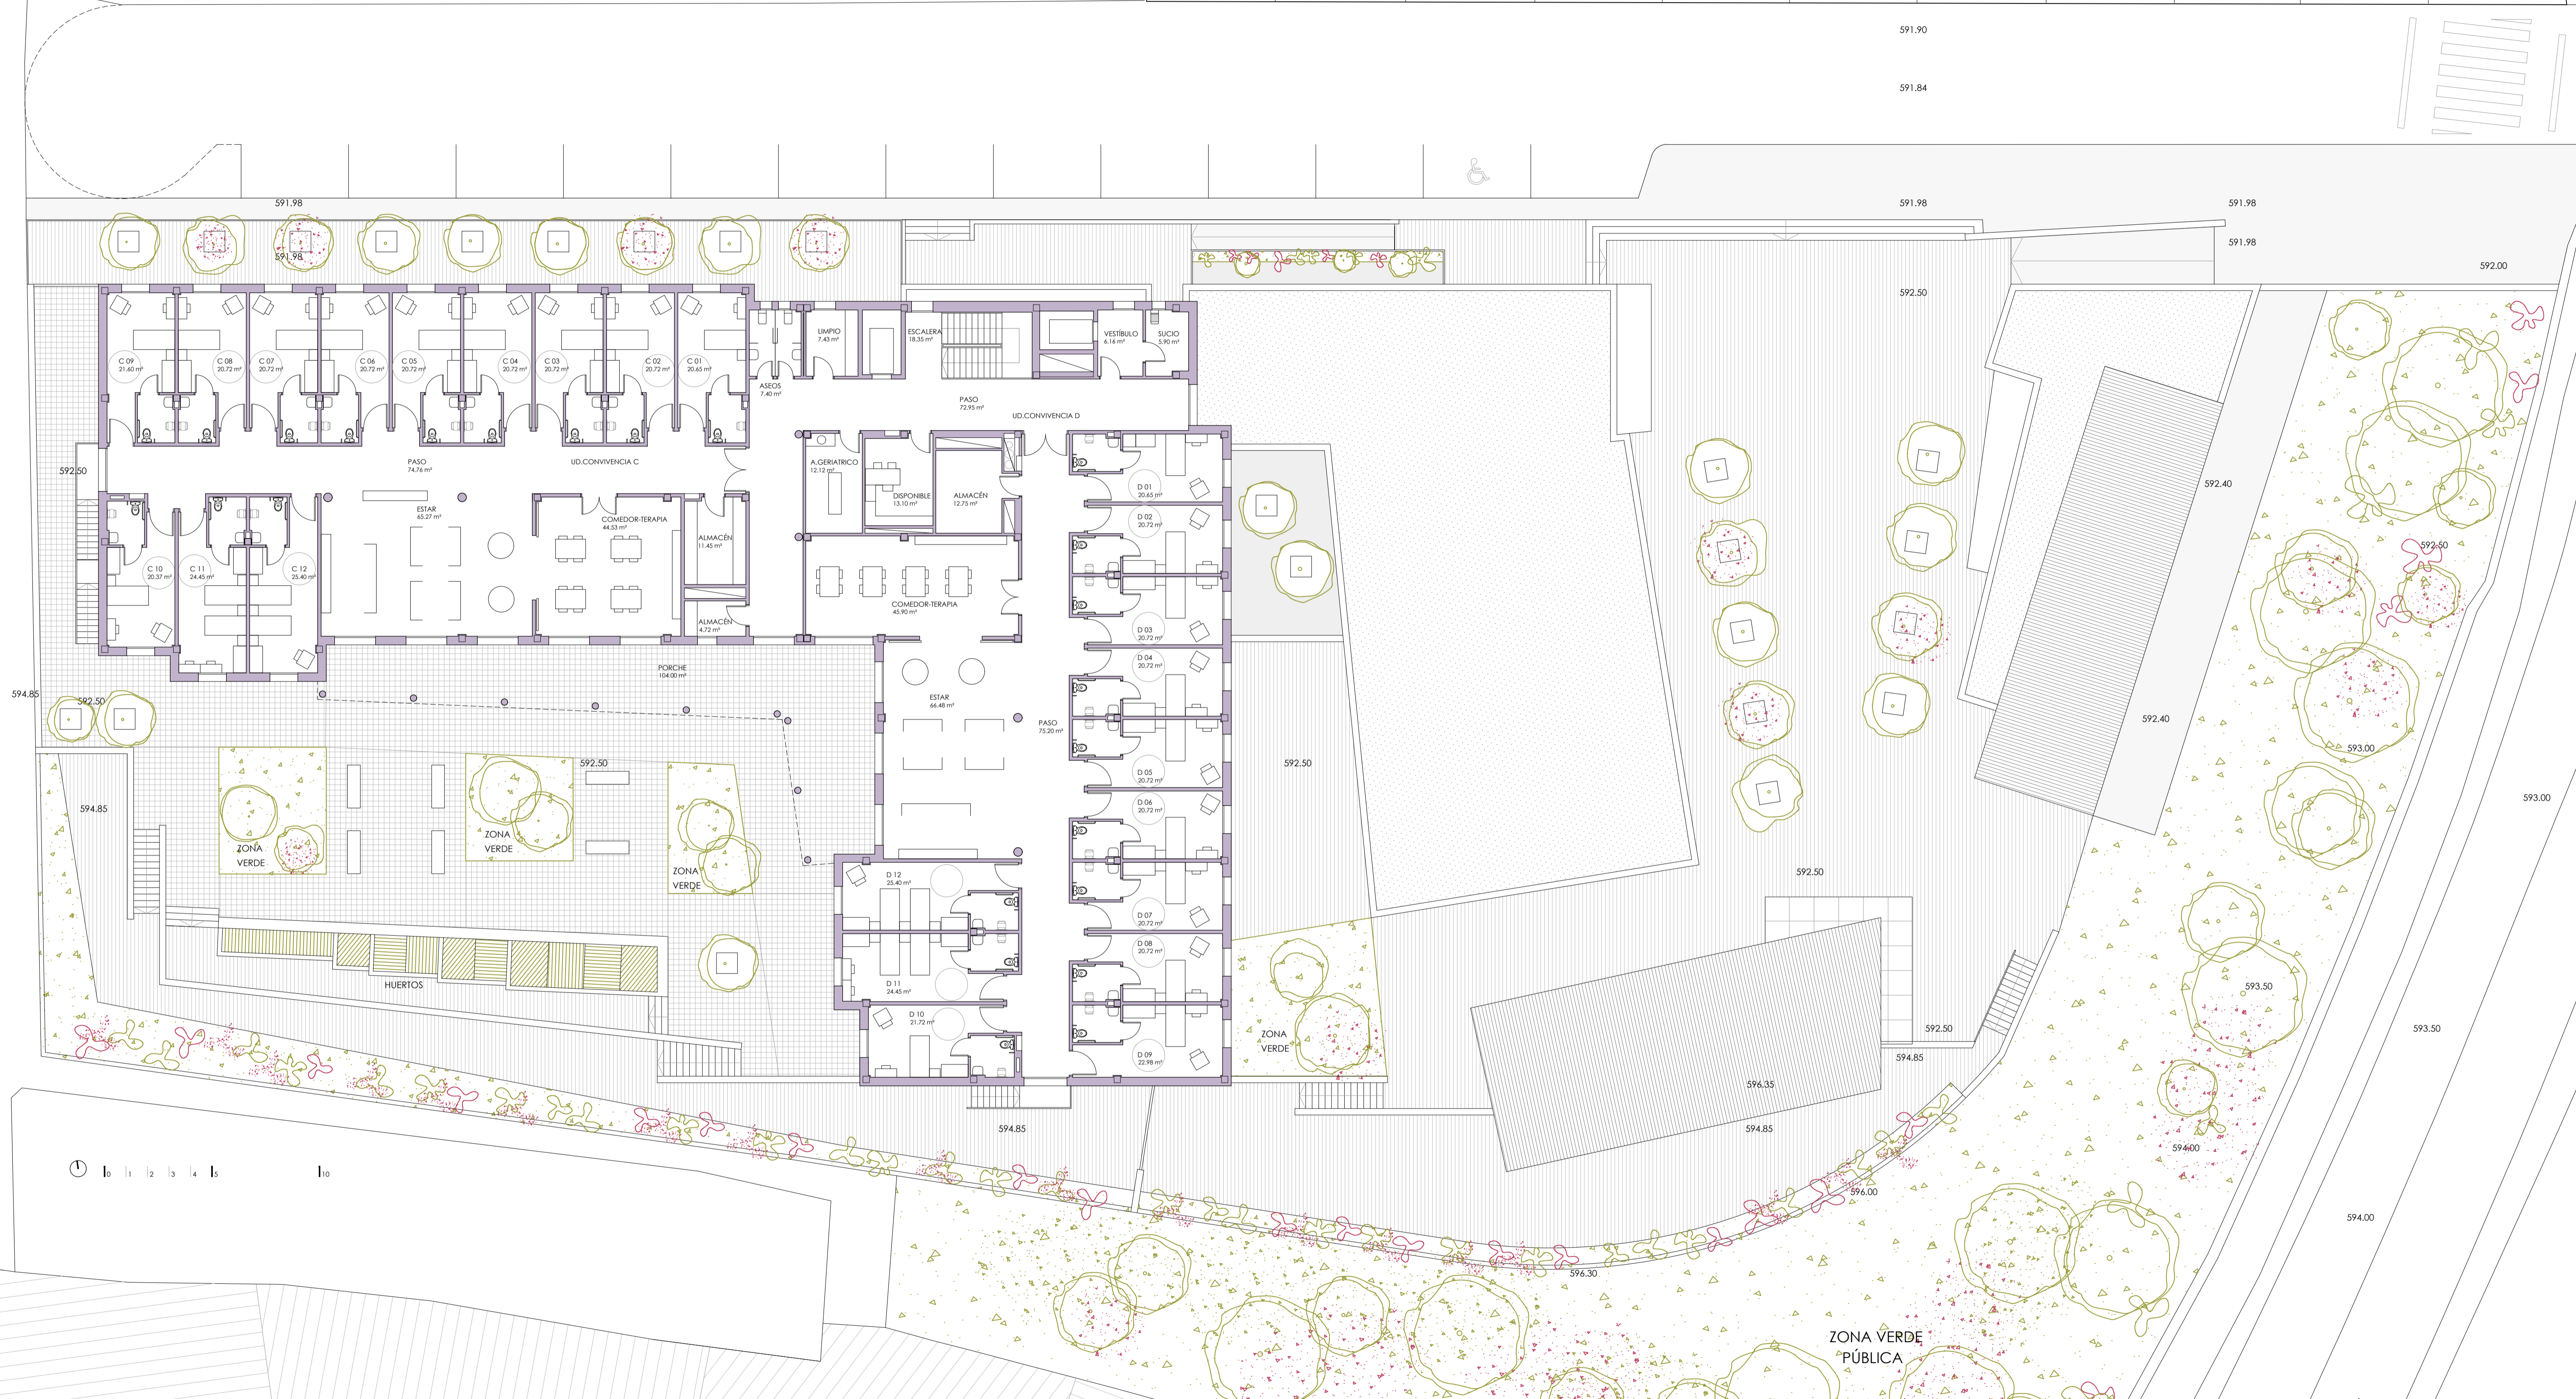 591.90
591.84
591.98
591.98
591.98
591.98
591.98
592.00
592.50
LIMPIO
7.43 m²
ESCALERA
18.35 m²
VESTÍBULO
6.16 m²
SUCIO
5.90 m²
C 09
21.60 m²
C 08
20.72 m²
C 07
20.72 m²
C 06
20.72 m²
C 05
20.72 m²
C 04
20.72 m²
C 03
20.72 m²
C 02
20.72 m²
C 01
20.65 m²
ASEOS
7.40 m²
PASO
72.95 m²
UD.CONVIVENCIA D
592.50
PASO
74.76 m²
UD.CONVIVENCIA C
A.GERIATRICO
12.12 m²
DISPONIBLE
13.10 m²
ALMACÉN
12.75 m²
D 01
20.65 m²
592.40
ESTAR
65.27 m²
COMEDOR-TERAPIA
44.53 m²
ALMACÉN
11.45 m²
D 02
20.72 m²
592.50
C 10
20.37 m²
C 11
24.45 m²
C 12
25.40 m²
COMEDOR-TERAPIA
45.90 m²
ALMACÉN
4.72 m²
D 03
20.72 m²
PORCHE
104.00 m²
D 04
20.72 m²
594.85
592.50
ESTAR
66.48 m²
PASO
75.20 m²
592.40
593.00
592.50
592.50
D 05
20.72 m²
593.00
594.85
D 06
20.72 m²
ZONA
VERDE
ZONA
VERDE
ZONA
VERDE
D 12
25.40 m²
592.50
D 07
20.72 m²
D 08
20.72 m²
HUERTOS
D 11
24.45 m²
593.50
D 10
21.72 m²
ZONA
VERDE
592.50
593.50
D 09
22.98 m²
594.85
596.35
594.85
594.85
594.00
0 1 2 3 4 5 10
596.00
594.00
596.30
ZONA VERDE
PÚBLICA